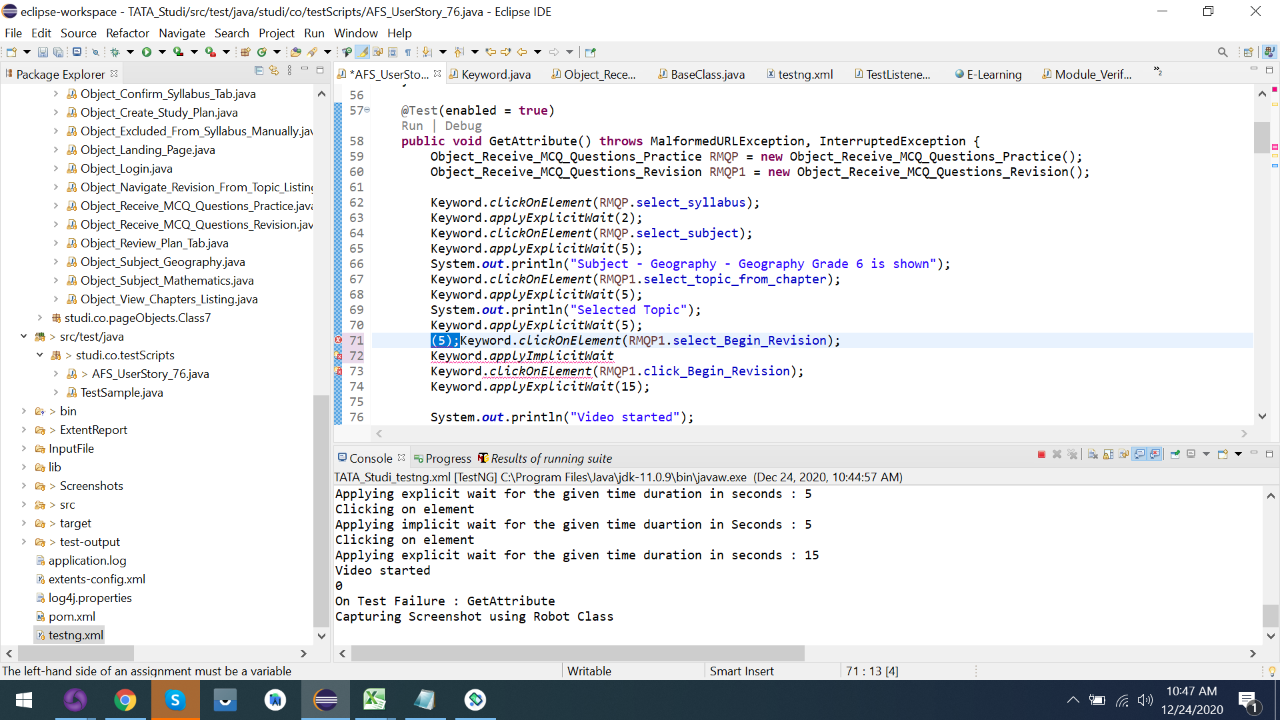 eclipse-workspace - TATA_Studi/src/test/java/studi/co/testScripts/AFS_UserStory_76.java - Eclipse IDE
File Edit Source Refactor Navigate Search Project Run Window Help
Package Explorer
*AFS_UserSto... Keyword.java Object_Rece... BaseClass.java testng.xml TestListene... E-Learning Module_Verif... »2
Object_Confirm_Syllabus_Tab.java
Object_Create_Study_Plan.java
Object_Excluded_From_Syllabus_Manually.jav
Object_Landing_Page.java
Object_Login.java
Object_Navigate_Revision_From_Topic_Listing
Object_Receive_MCQ_Questions_Practice.java
Object_Receive_MCQ_Questions_Revision.jav
Object_Review_Plan_Tab.java
Object_Subject_Geography.java
Object_Subject_Mathematics.java
Object_View_Chapters_Listing.java
studi.co.pageObjects.Class7
> src/test/java
> studi.co.testScripts
> AFS_UserStory_76.java
TestSample.java
> bin
> ExtentReport
InputFile
> lib
> Screenshots
> src
> target
> test-output
application.log
extents-config.xml
log4j.properties
pom.xml
testng.xml
56
57 @Test(enabled = true)
Run | Debug
58 public void GetAttribute() throws MalformedURLException, InterruptedException {
59 Object_Receive_MCQ_Questions_Practice RMQP = new Object_Receive_MCQ_Questions_Practice();
60 Object_Receive_MCQ_Questions_Revision RMQP1 = new Object_Receive_MCQ_Questions_Revision();
61
62 Keyword.clickOnElement(RMQP.select_syllabus);
63 Keyword.applyExplicitWait(2);
64 Keyword.clickOnElement(RMQP.select_subject);
65 Keyword.applyExplicitWait(5);
66 System.out.println("Subject - Geography - Geography Grade 6 is shown");
67 Keyword.clickOnElement(RMQP1.select_topic_from_chapter);
68 Keyword.applyExplicitWait(5);
69 System.out.println("Selected Topic");
70 Keyword.applyExplicitWait(5);
71 (5);Keyword.clickOnElement(RMQP1.select_Begin_Revision);
72 Keyword.applyImplicitWait
73 Keyword.clickOnElement(RMQP1.click_Begin_Revision);
74 Keyword.applyExplicitWait(15);
75
76 System.out.println("Video started");
Console Progress Results of running suite
TATA_Studi_testng.xml [TestNG] C:\Program Files\Java\jdk-11.0.9\bin\javaw.exe (Dec 24, 2020, 10:44:57 AM)
Applying explicit wait for the given time duration in seconds : 5
Clicking on element
Applying implicit wait for the given time duartion in Seconds : 5
Clicking on element
Applying explicit wait for the given time duration in seconds : 15
Video started
0
On Test Failure : GetAttribute
Capturing Screenshot using Robot Class
The left-hand side of an assignment must be a variable Writable Smart Insert 71 : 13 [4]
10:47 AM
12/24/2020
1